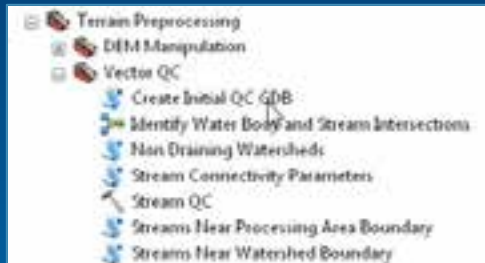 Terrain Preprocessing
DEM Manipulation
Vector QC
Create Initial QC GDB
Identify Water Body and Stream Intersections
Non Draining Watersheds
Stream Connectivity Parameters
Stream QC
Streams Near Processing Area Boundary
Streams Near Watershed Boundary